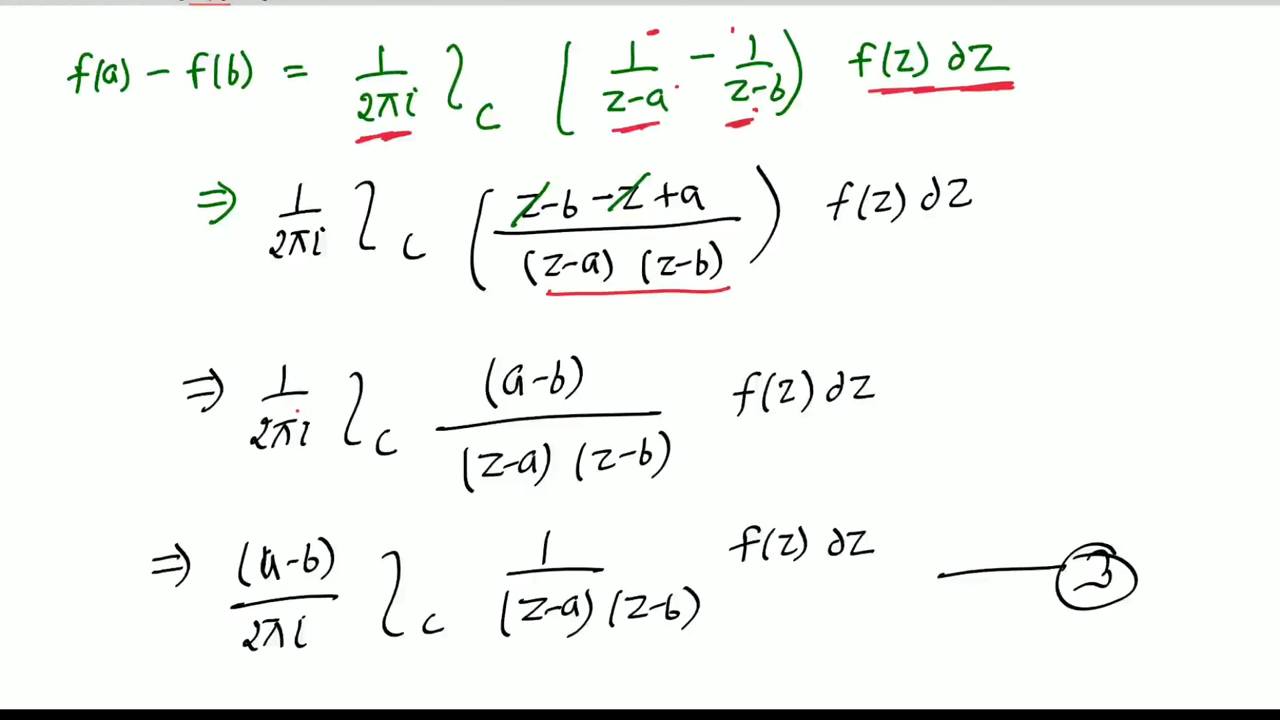 f(a) - f(b) = 1/2πi ∫_C (1/z-a - 1/z-b) f(z) dz
⇒ 1/2πi ∫_C (z-b-z+a/(z-a) (z-b)) f(z) dz
⇒ 1/2πi ∫_C (a-b)/(z-a) (z-b) f(z) dz
⇒ (a-b)/2πi ∫_C 1/(z-a) (z-b) f(z) dz — 3